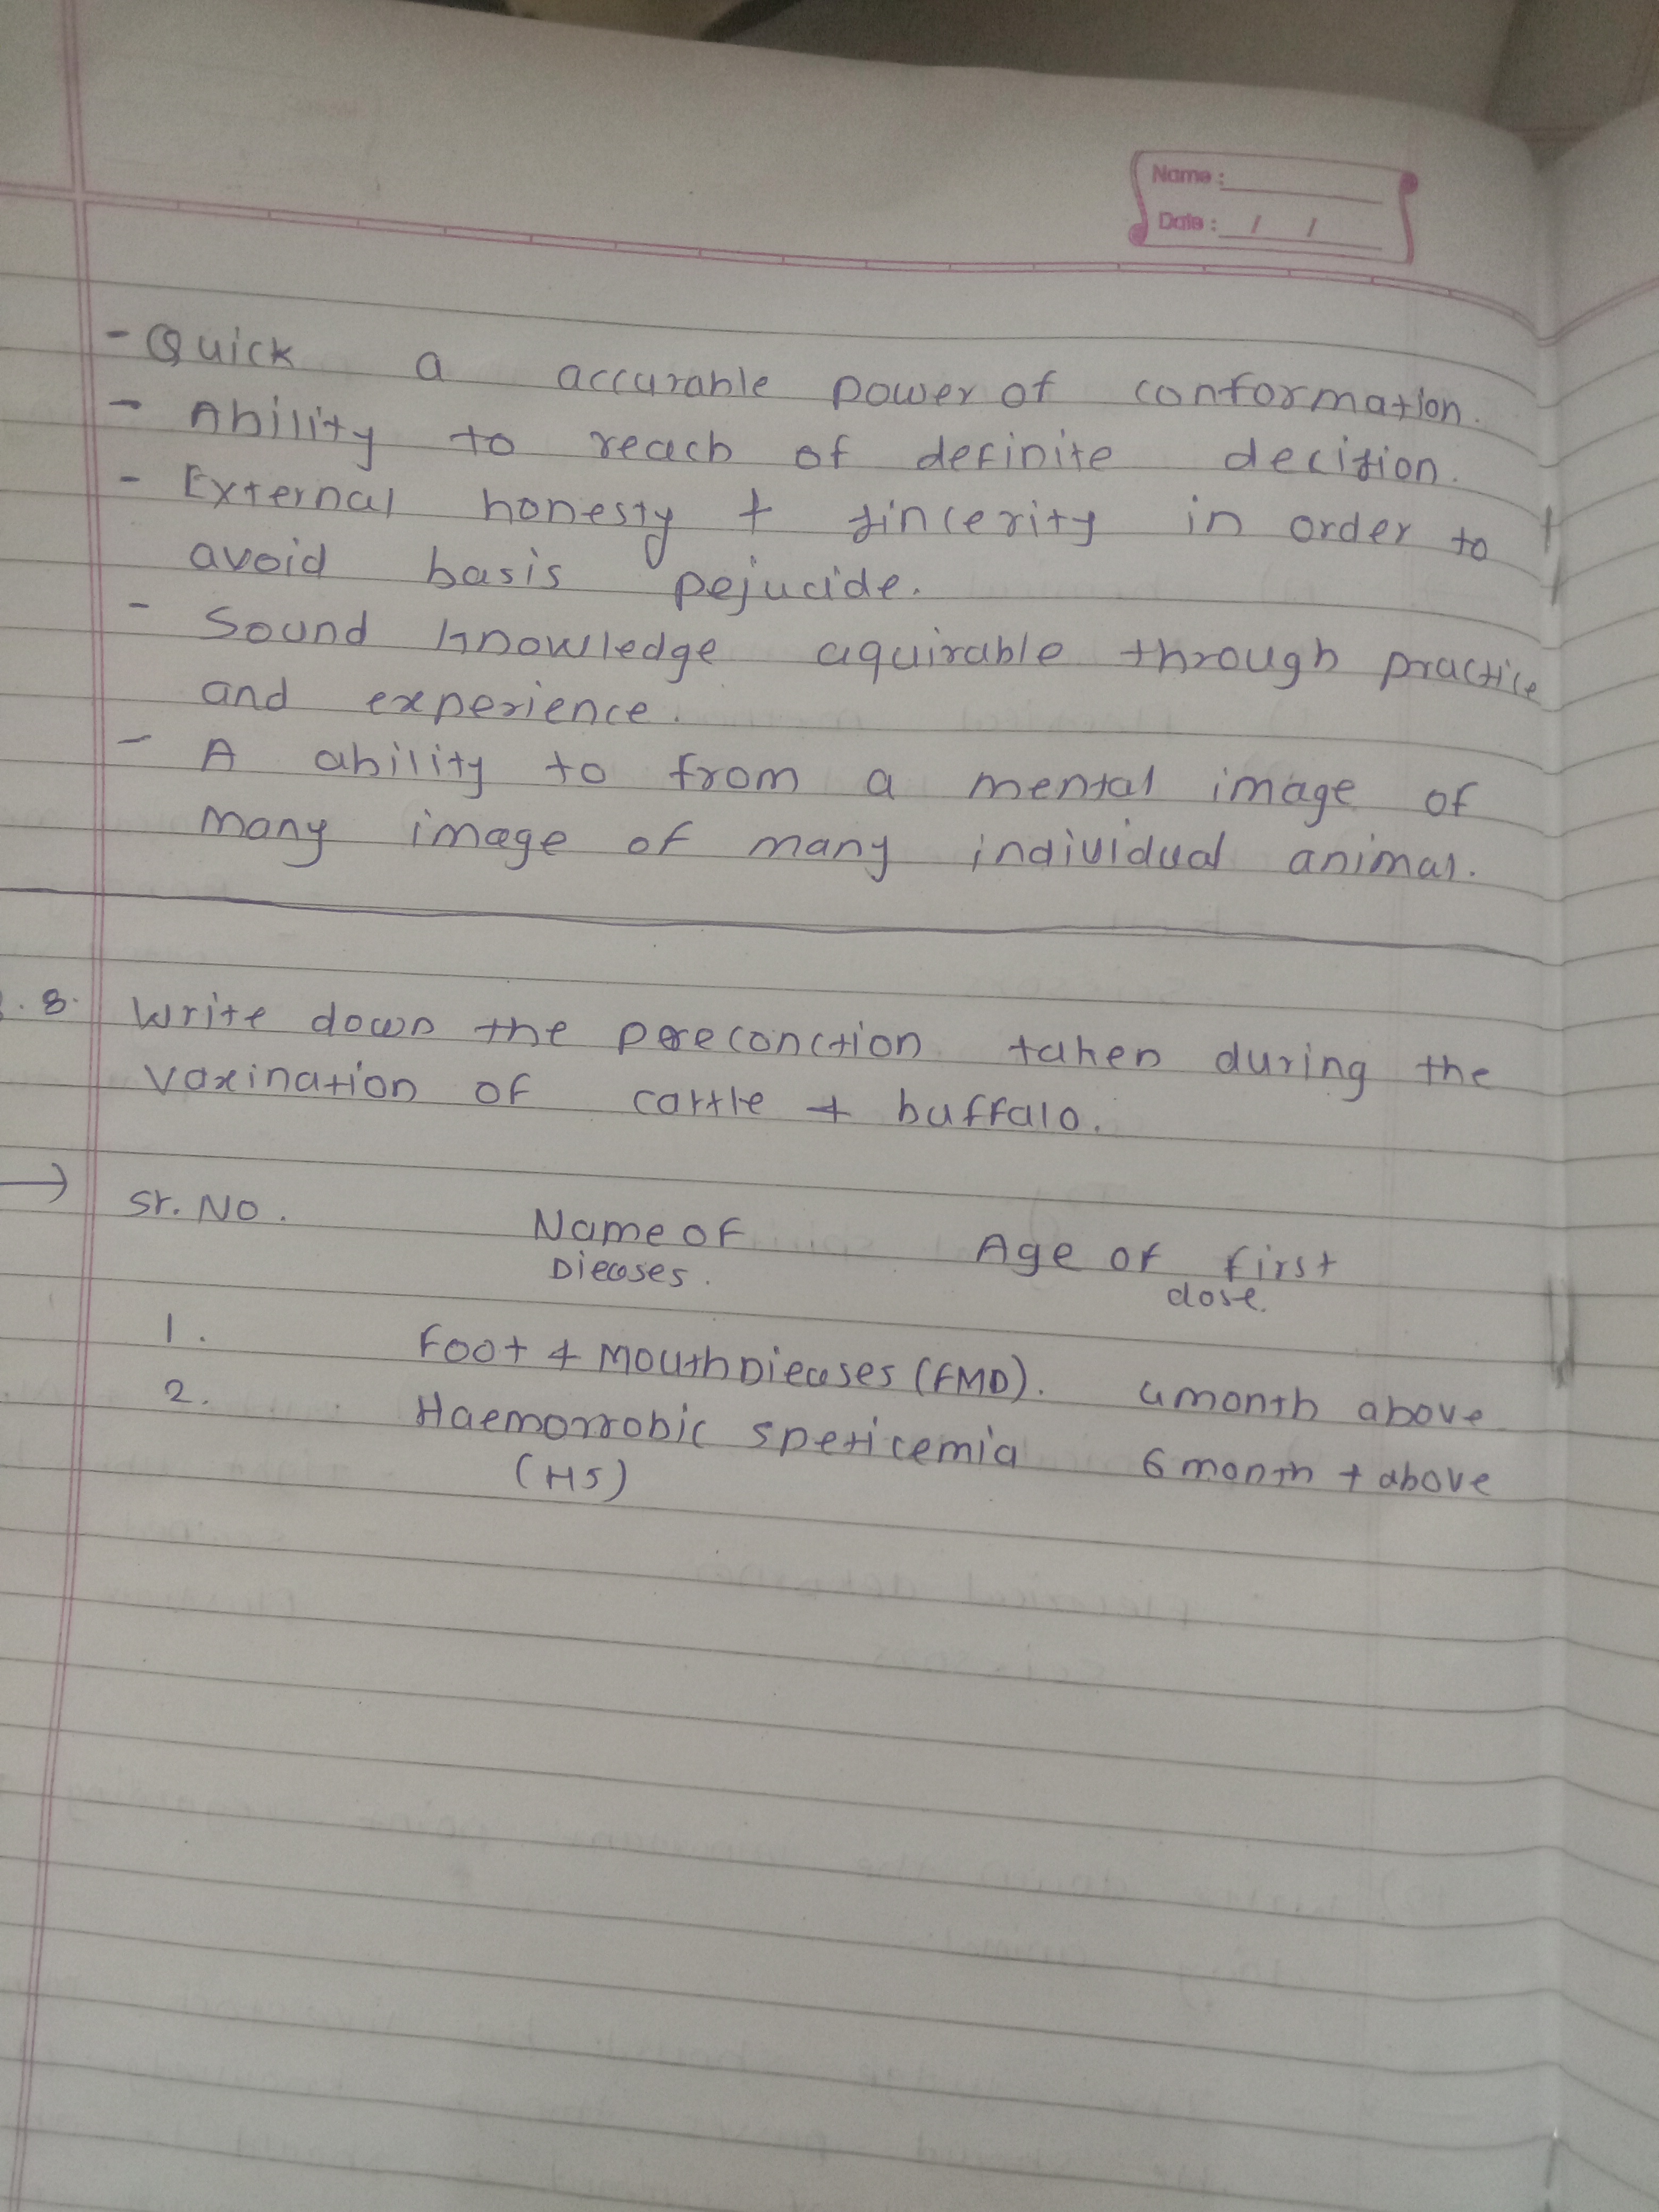 Name :
Date : / /
- Quick a accurable power of conformation.
- Ability to reach of definite decition.
- External honesty + sincerity in order to
avoid basis pejucide.
- Sound knowledge aquirable through practice
and experience.
- A ability to from a mental image of
many image of many individual animal.
.8. Write down the preconction taken during the
vaxination of cattle + buffalo.
→ Sr. No. Name of Age of first
Dieases. dose.
1. Foot + Mouth Dieases (FMD). 4 month above
2. Haemorrobic speticemia 6 month + above
(HS)